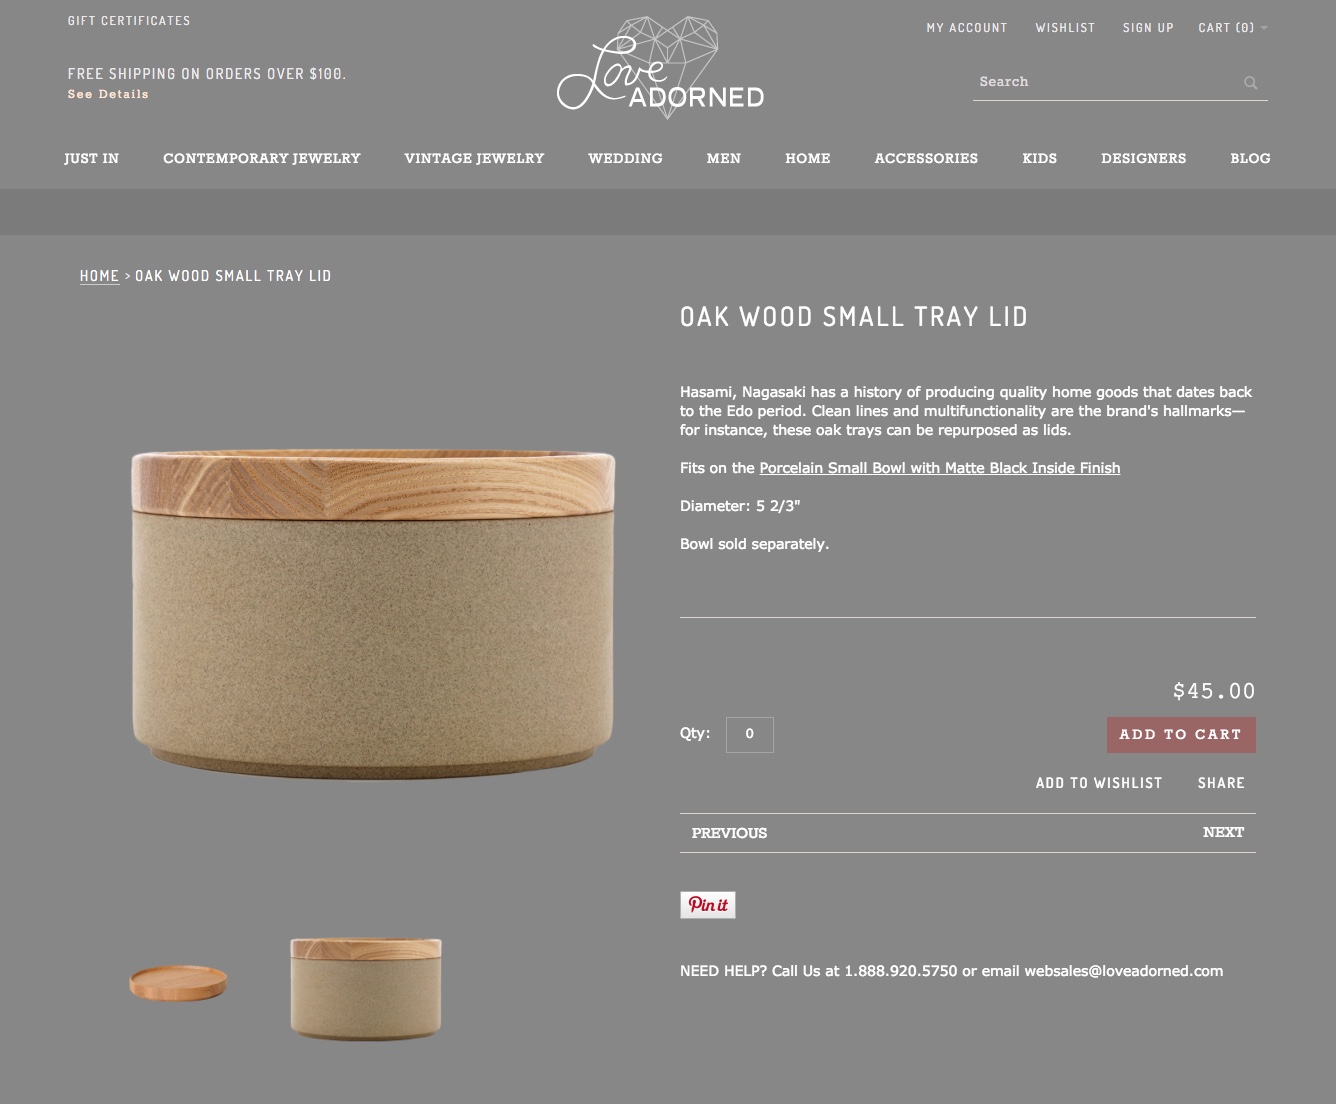 GIFT CERTIFICATES
FREE SHIPPING ON ORDERS OVER $100.
See Details
Love
ADORNED
MY ACCOUNT WISHLIST SIGN UP CART (0)
Search
JUST IN CONTEMPORARY JEWELRY VINTAGE JEWELRY WEDDING MEN HOME ACCESSORIES KIDS DESIGNERS BLOG
HOME > OAK WOOD SMALL TRAY LID
OAK WOOD SMALL TRAY LID
Hasami, Nagasaki has a history of producing quality home goods that dates back
to the Edo period. Clean lines and multifunctionality are the brand's hallmarks—
for instance, these oak trays can be repurposed as lids.
Fits on the Porcelain Small Bowl with Matte Black Inside Finish
Diameter: 5 2/3"
Bowl sold separately.
$45.00
Qty: 0
ADD TO CART
ADD TO WISHLIST SHARE
PREVIOUS NEXT
Pin it
NEED HELP? Call Us at 1.888.920.5750 or email websales@loveadorned.com